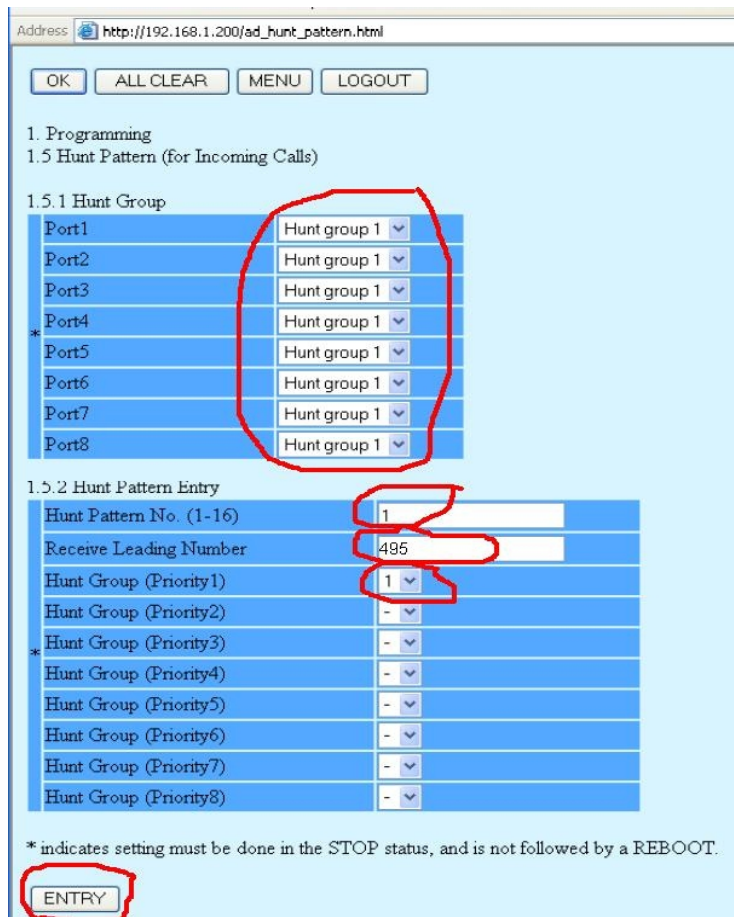 Address http://192.168.1.200/ad_hunt_pattern.html
OK ALL CLEAR MENU LOGOUT
1. Programming
1.5 Hunt Pattern (for Incoming Calls)
1.5.1 Hunt Group
Port1 Hunt group 1
Port2 Hunt group 1
Port3 Hunt group 1
* Port4 Hunt group 1
Port5 Hunt group 1
Port6 Hunt group 1
Port7 Hunt group 1
Port8 Hunt group 1
1.5.2 Hunt Pattern Entry
Hunt Pattern No. (1-16) 1
Receive Leading Number 495
Hunt Group (Priority1) 1
Hunt Group (Priority2) -
* Hunt Group (Priority3) -
Hunt Group (Priority4) -
Hunt Group (Priority5) -
Hunt Group (Priority6) -
Hunt Group (Priority7) -
Hunt Group (Priority8) -
* indicates setting must be done in the STOP status, and is not followed by a REBOOT.
ENTRY